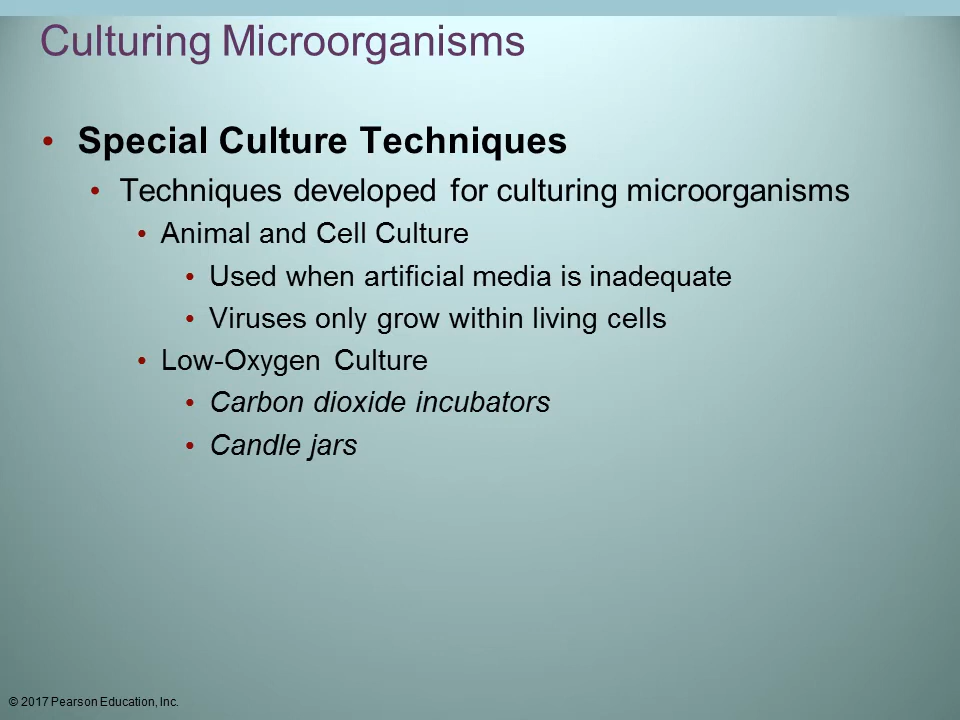 Culturing Microorganisms
• Special Culture Techniques
• Techniques developed for culturing microorganisms
• Animal and Cell Culture
• Used when artificial media is inadequate
• Viruses only grow within living cells
• Low-Oxygen Culture
• Carbon dioxide incubators
• Candle jars
© 2017 Pearson Education, Inc.